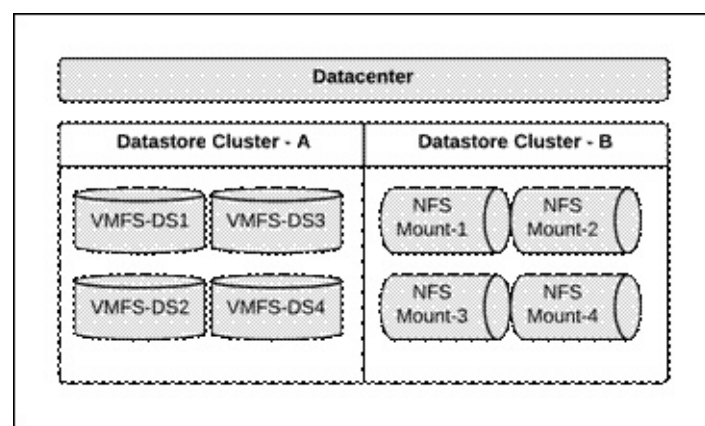 Datacenter
Datastore Cluster - A
Datastore Cluster - B
VMFS-DS1
VMFS-DS3
NFS
Mount-1
NFS
Mount-2
VMFS-DS2
VMFS-DS4
NFS
Mount-3
NFS
Mount-4